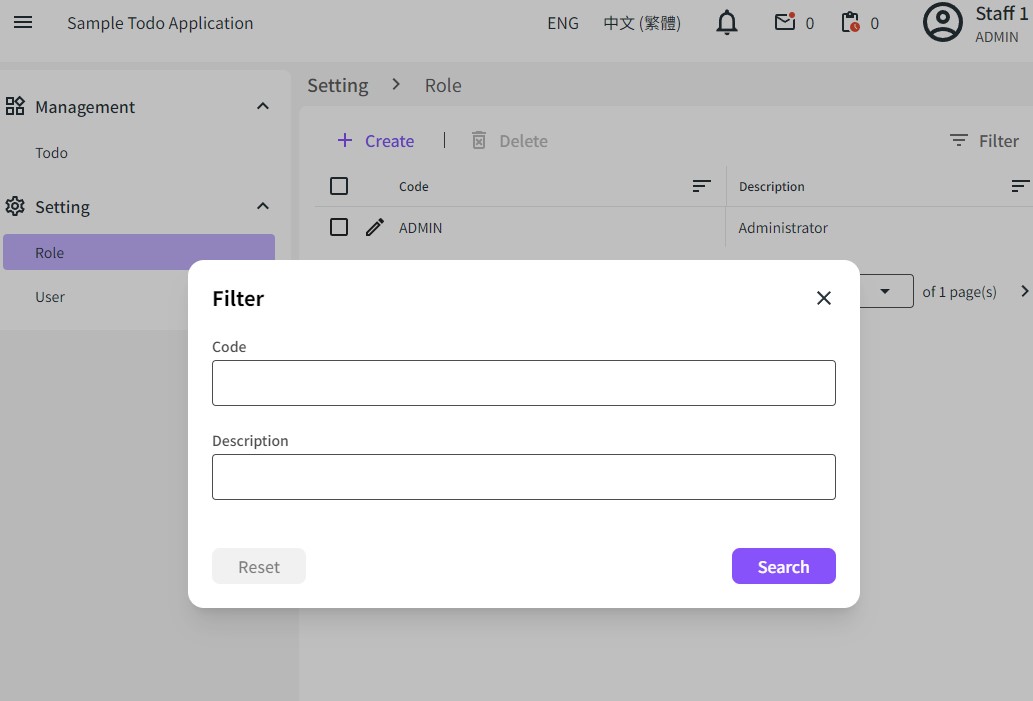 Sample Todo Application
ENG 中文 (繁體) 0 0
Staff 1
ADMIN
Management
Todo
Setting
Role
User
Setting > Role
+ Create | Delete Filter
Code Description
ADMIN Administrator
of 1 page(s)
Filter
Code
Description
Reset Search